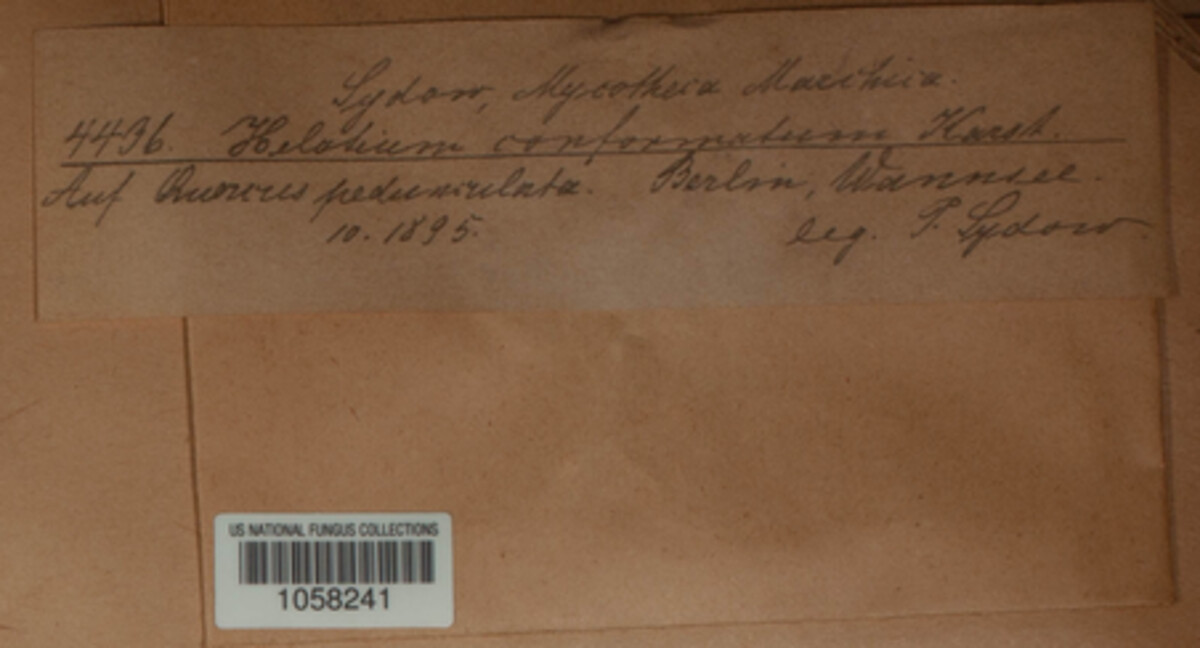 Sydow, Mycotheca Marchica.
4436. Helotium conformatum Karst.
Auf Quercus pedunculata. Berlin, Wannsee.
10. 1895. leg. P. Sydow.
US NATIONAL FUNGUS COLLECTIONS
1058241